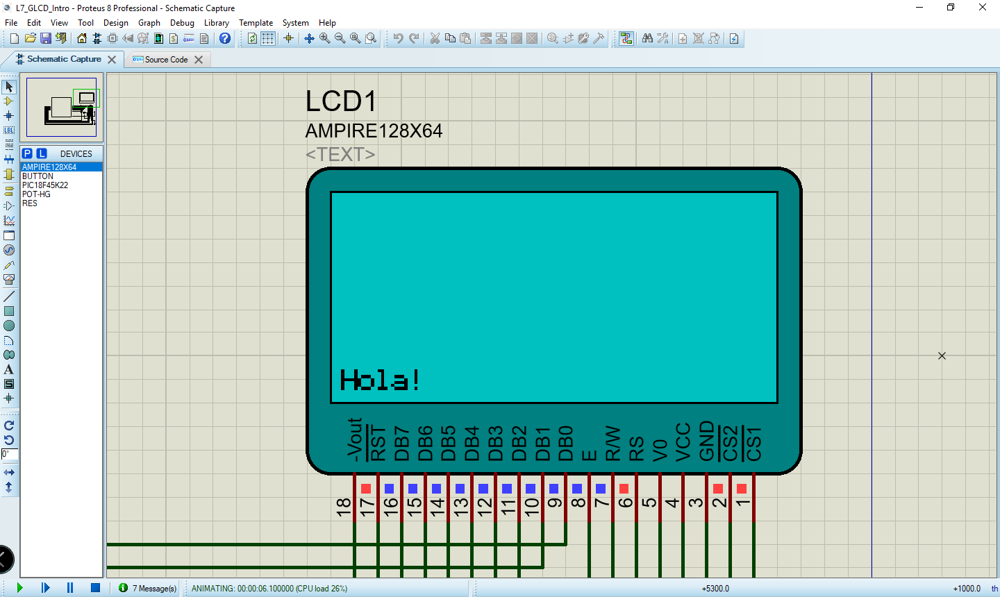 L7_GLCD_Intro - Proteus 8 Professional - Schematic Capture
File Edit View Tool Design Graph Debug Library Template System Help
Schematic Capture Source Code
P L DEVICES
AMPIRE128X64
BUTTON
PIC18F45K22
POT-HG
RES
LBL
A
S
0°
LCD1
AMPIRE128X64
<TEXT>
Hola!
-Vout RST DB7 DB6 DB5 DB4 DB3 DB2 DB1 DB0 E R/W RS V0 VCC GND CS2 CS1
18 17 16 15 14 13 12 11 10 9 8 7 6 5 4 3 2 1
7 Message(s) ANIMATING: 00:00:06.100000 (CPU load 26%) +5300.0 +1000.0 th